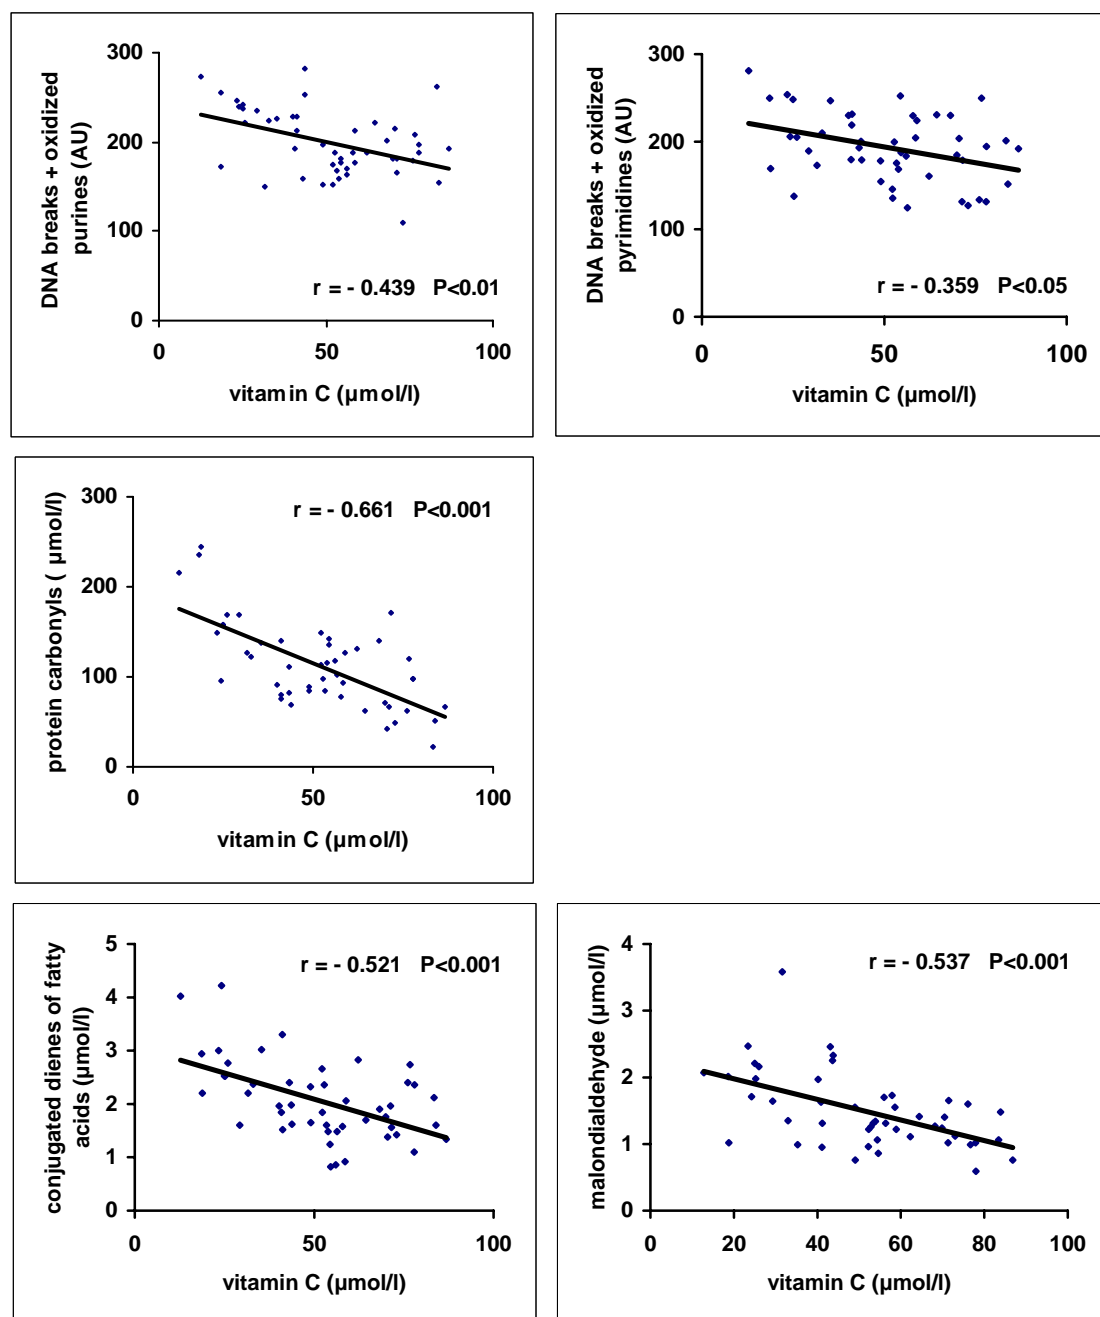 DNA breaks + oxidized
purines (AU)
300
200
100
0
r = - 0.439 P<0.01
0 50 100
vitamin C (µmol/l)
DNA breaks + oxidized
pyrimidines (AU)
300
200
100
0
r = - 0.359 P<0.05
0 50 100
vitamin C (µmol/l)
protein carbonyls ( µmol/l)
300
200
100
0
r = - 0.661 P<0.001
0 50 100
vitamin C (µmol/l)
conjugated dienes of fatty
acids (µmol/l)
5
4
3
2
1
0
r = - 0.521 P<0.001
0 50 100
vitamin C (µmol/l)
malondialdehyde (µmol/l)
4
3
2
1
0
r = - 0.537 P<0.001
0 20 40 60 80 100
vitamin C (µmol/l)